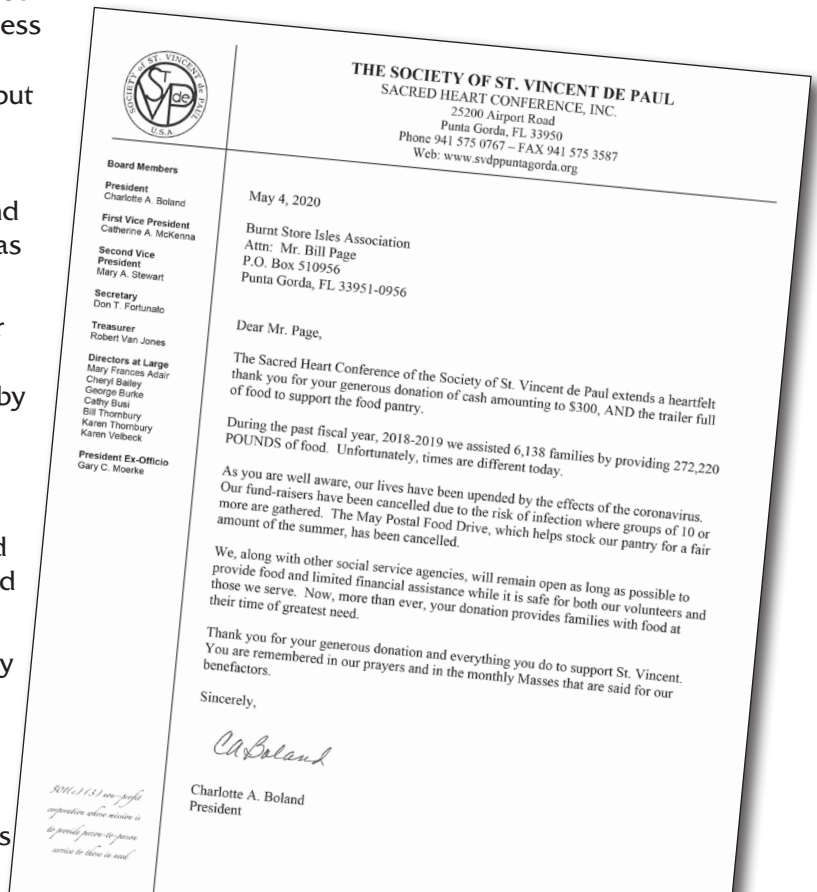 ess
out
nd
as
r
by
d
d
y
s
SOCIETY of ST. VINCENT de PAUL
U.S.A.
ST
V de P
THE SOCIETY OF ST. VINCENT DE PAUL
SACRED HEART CONFERENCE, INC.
25200 Airport Road
Punta Gorda, FL 33950
Phone 941 575 0767 – FAX 941 575 3587
Web: www.svdppuntagorda.org
Board Members
President
Charlotte A. Boland
First Vice President
Catherine A. McKenna
Second Vice
President
Mary A. Stewart
Secretary
Don T. Fortunato
Treasurer
Robert Van Jones
Directors at Large
Mary Frances Adair
Cheryl Bailey
George Burke
Cathy Busi
Bill Thornbury
Karen Thornbury
Karen Velbeck
President Ex-Officio
Gary C. Moerke
501(c) (3) non-profit
corporation whose mission is
to provide person-to-person
service to those in need
May 4, 2020
Burnt Store Isles Association
Attn: Mr. Bill Page
P.O. Box 510956
Punta Gorda, FL 33951-0956
Dear Mr. Page,
The Sacred Heart Conference of the Society of St. Vincent de Paul extends a heartfelt
thank you for your generous donation of cash amounting to $300, AND the trailer full
of food to support the food pantry.
During the past fiscal year, 2018-2019 we assisted 6,138 families by providing 272,220
POUNDS of food. Unfortunately, times are different today.
As you are well aware, our lives have been upended by the effects of the coronavirus.
Our fund-raisers have been cancelled due to the risk of infection where groups of 10 or
more are gathered. The May Postal Food Drive, which helps stock our pantry for a fair
amount of the summer, has been cancelled.
We, along with other social service agencies, will remain open as long as possible to
provide food and limited financial assistance while it is safe for both our volunteers and
those we serve. Now, more than ever, your donation provides families with food at
their time of greatest need.
Thank you for your generous donation and everything you do to support St. Vincent.
You are remembered in our prayers and in the monthly Masses that are said for our
benefactors.
Sincerely,
CA Boland
Charlotte A. Boland
President